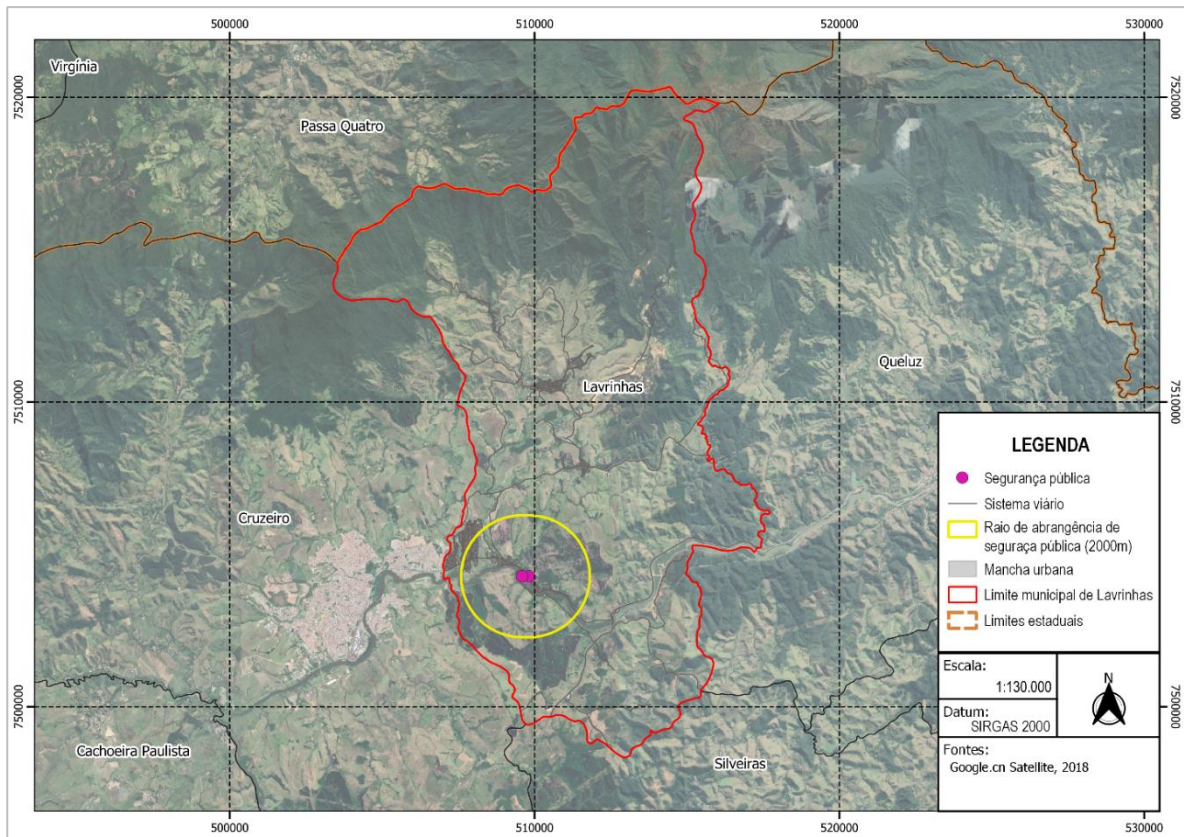 500000
510000
520000
530000
7520000
7520000
Virgínia
Passa Quatro
Lavrinhas
Queluz
7510000
7510000
Cruzeiro
7500000
7500000
Cachoeira Paulista
Silveiras
LEGENDA
Segurança pública
Sistema viário
Raio de abrangência de
seguraça pública (2000m)
Mancha urbana
Limite municipal de Lavrinhas
Limites estaduais
Escala:
1:130.000
Datum:
SIRGAS 2000
N
Fontes:
Google.cn Satellite, 2018
500000
510000
520000
530000